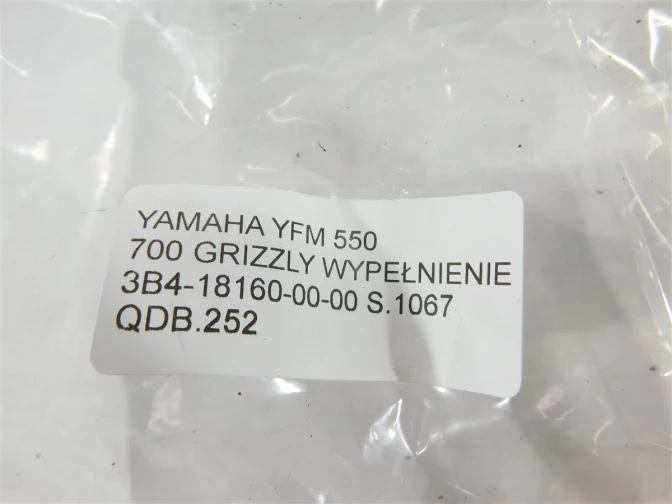 YAMAHA YFM 550
700 GRIZZLY WYPEŁNIENIE
3B4-18160-00-00 S.1067
QDB.252